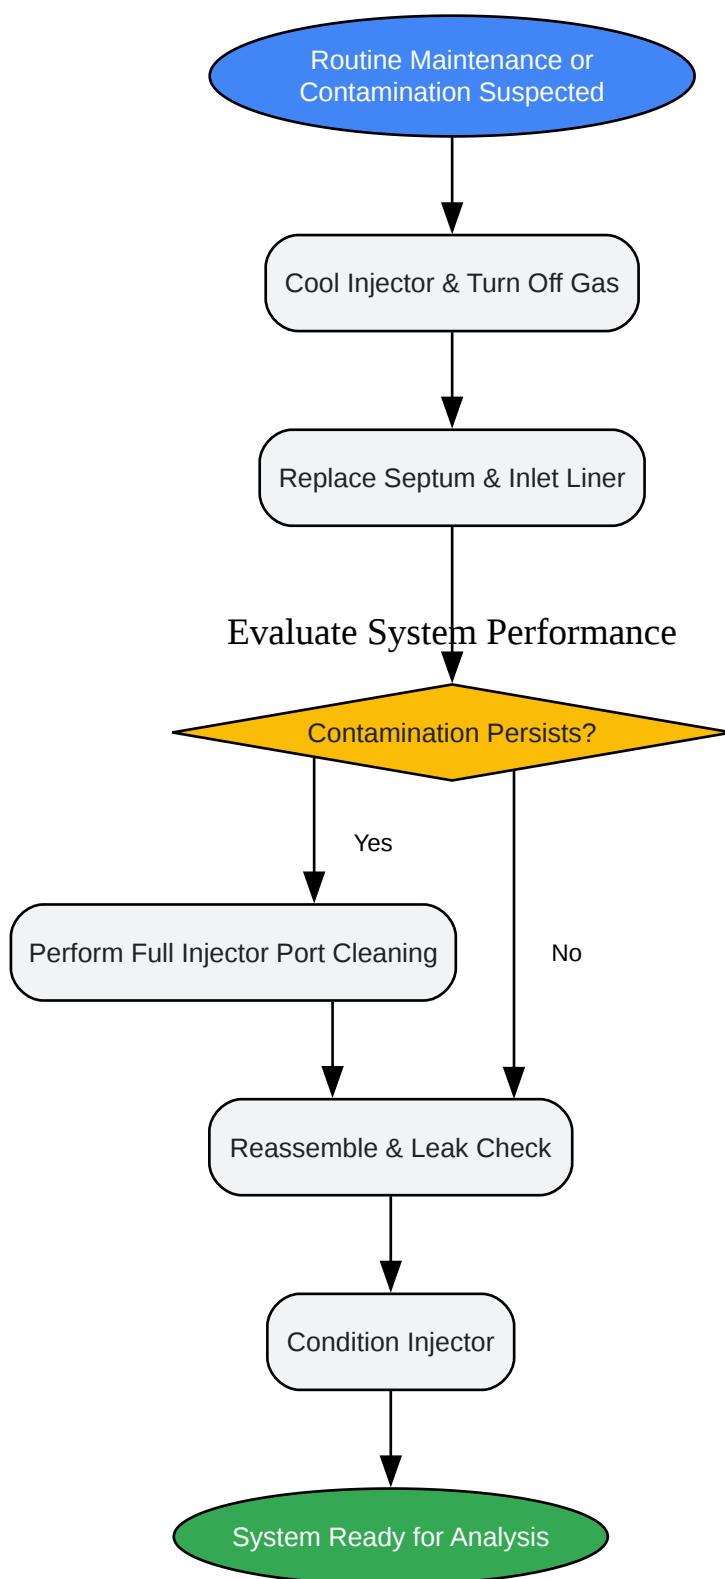 Routine Maintenance or
Contamination Suspected
Cool Injector & Turn Off Gas
Replace Septum & Inlet Liner
Evaluate System Performance
Contamination Persists?
Yes
Perform Full Injector Port Cleaning
No
Reassemble & Leak Check
Condition Injector
System Ready for Analysis